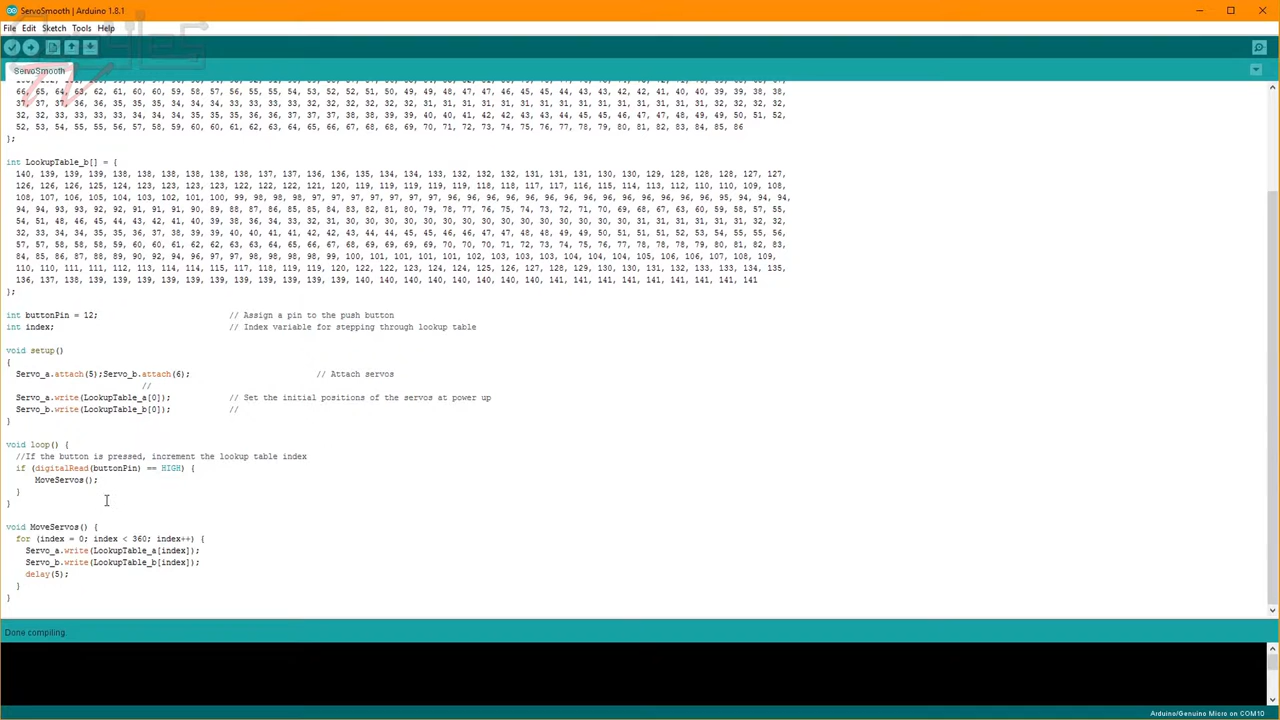 ServoSmooth | Arduino 1.8.1
File Edit Sketch Tools Help
ServoSmooth
66, 65, 64, 63, 62, 61, 60, 60, 59, 58, 57, 56, 55, 55, 54, 53, 52, 52, 51, 50, 49, 49, 48, 47, 47, 46, 45, 45, 44, 43, 43, 42, 42, 41, 40, 40, 39, 39, 38, 38,
37, 37, 37, 36, 36, 35, 35, 35, 34, 34, 34, 33, 33, 33, 33, 32, 32, 32, 32, 32, 32, 31, 31, 31, 31, 31, 31, 31, 31, 31, 31, 31, 31, 31, 31, 31, 32, 32, 32, 32,
32, 32, 33, 33, 33, 33, 34, 34, 34, 35, 35, 36, 36, 37, 37, 38, 38, 39, 40, 40, 41, 42, 42, 43, 44, 45, 45, 46, 47, 47, 48, 49, 49, 50, 51, 52,
52, 53, 54, 55, 55, 56, 57, 58, 59, 60, 60, 61, 62, 63, 64, 65, 66, 67, 68, 68, 69, 70, 71, 72, 73, 74, 75, 76, 77, 78, 79, 80, 81, 82, 83, 84, 85, 86
};
int LookupTable_b[] = {
140, 139, 139, 139, 138, 138, 138, 138, 138, 138, 137, 137, 136, 136, 135, 134, 134, 133, 132, 132, 132, 131, 131, 131, 130, 130, 129, 128, 128, 128, 127, 127,
126, 126, 126, 125, 124, 123, 123, 123, 123, 122, 122, 122, 121, 120, 119, 119, 119, 119, 119, 118, 118, 117, 117, 116, 115, 114, 113, 112, 110, 110, 109, 108,
108, 107, 106, 105, 104, 103, 102, 101, 100, 99, 98, 98, 98, 97, 97, 97, 97, 97, 97, 96, 96, 96, 96, 96, 96, 96, 96, 96, 96, 96, 96, 95, 94, 94, 94,
94, 94, 93, 93, 92, 92, 91, 91, 91, 90, 89, 88, 87, 86, 85, 85, 84, 83, 82, 81, 80, 79, 78, 77, 76, 75, 74, 73, 72, 71, 70, 69, 68, 67, 63, 60, 59, 58, 57, 55,
54, 51, 48, 46, 45, 44, 43, 42, 41, 40, 39, 38, 36, 34, 33, 32, 31, 30, 30, 30, 30, 30, 30, 30, 30, 30, 30, 30, 30, 30, 30, 30, 31, 31, 31, 31, 31, 31, 32, 32,
32, 32, 33, 34, 34, 35, 35, 36, 37, 38, 39, 39, 40, 40, 41, 41, 42, 42, 43, 44, 44, 45, 45, 46, 47, 47, 48, 48, 49, 49, 50, 51, 51, 51, 52, 53, 54, 55, 55, 56,
57, 57, 58, 58, 58, 59, 60, 60, 61, 62, 62, 63, 63, 64, 65, 66, 67, 68, 69, 69, 69, 69, 70, 70, 70, 71, 72, 73, 74, 75, 76, 77, 78, 78, 79, 80, 81, 82, 83,
84, 85, 86, 87, 88, 89, 90, 92, 94, 96, 97, 97, 98, 98, 99, 99, 99, 100, 101, 101, 101, 101, 102, 103, 103, 103, 104, 104, 104, 105, 106, 107, 108, 109,
110, 110, 111, 111, 112, 113, 114, 114, 115, 117, 118, 119, 119, 120, 122, 122, 123, 124, 124, 125, 126, 127, 128, 129, 130, 130, 131, 132, 133, 133, 134, 135,
136, 137, 138, 139, 139, 139, 139, 139, 139, 139, 139, 139, 139, 139, 140, 140, 140, 140, 140, 140, 140, 140, 141, 141, 141, 141, 141, 141, 141, 141, 141
};
int buttonPin = 12; // Assign a pin to the push button
int index; // Index variable for stepping through lookup table
void setup()
{
Servo_a.attach(5);Servo_b.attach(6); // Attach servos
//
Servo_a.write(LookupTable_a[0]); // Set the initial positions of the servos at power up
Servo_b.write(LookupTable_b[0]); //
}
void loop() {
//If the button is pressed, increment the lookup table index
if (digitalRead(buttonPin) == HIGH) {
MoveServos();
}
}
void MoveServos() {
for (index = 0; index < 360; index++) {
Servo_a.write(LookupTable_a[index]);
Servo_b.write(LookupTable_b[index]);
delay(5);
}
}
Done compiling.
Arduino/Genuino Micro on COM10